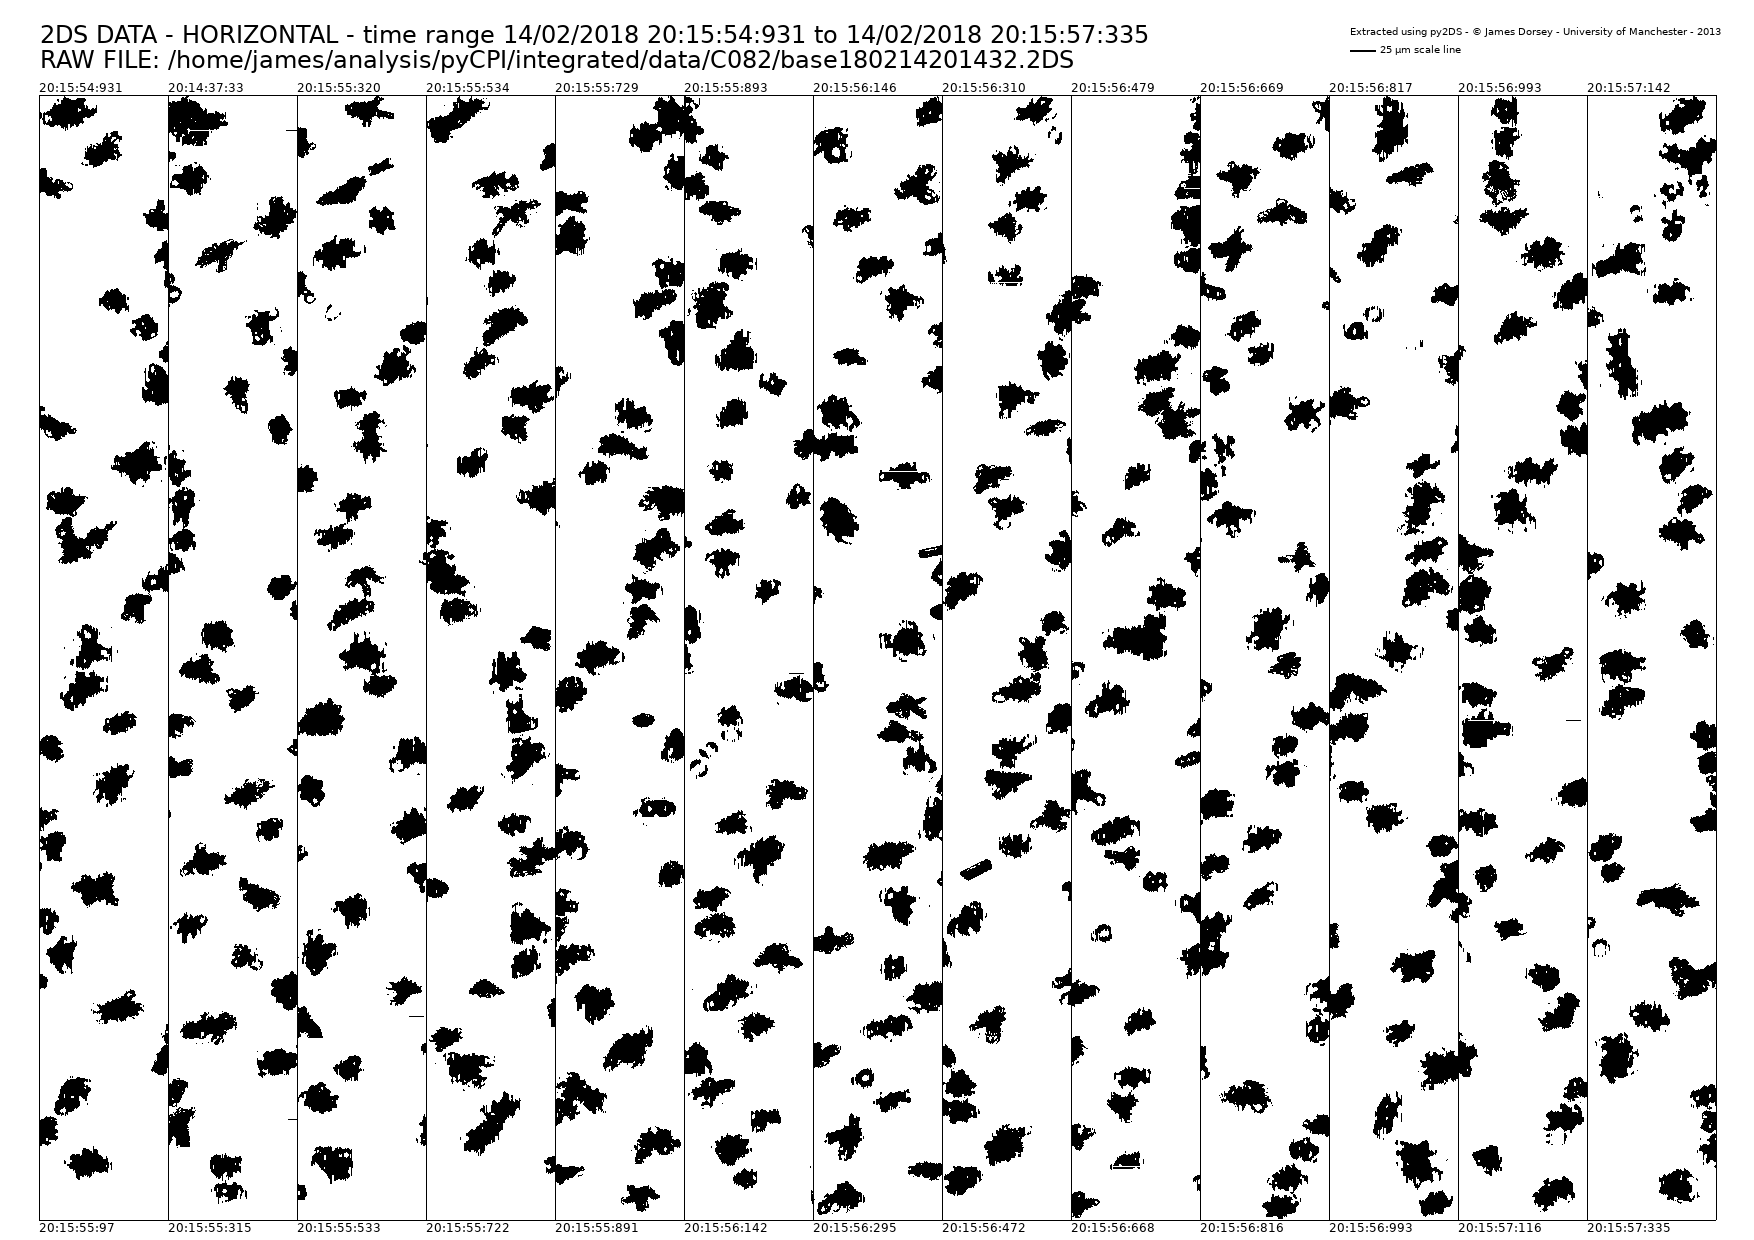 2DS DATA - HORIZONTAL - time range 14/02/2018 20:15:54:931 to 14/02/2018 20:15:57:335
RAW FILE: /home/james/analysis/pyCPI/integrated/data/C082/base180214201432.2DS
Extracted using py2DS - © James Dorsey - University of Manchester - 2013
25 μm scale line
20:15:54:931 20:14:37:33 20:15:55:320 20:15:55:534 20:15:55:729 20:15:55:893 20:15:56:146 20:15:56:310 20:15:56:479 20:15:56:669 20:15:56:817 20:15:56:993 20:15:57:142
20:15:55:97 20:15:55:315 20:15:55:533 20:15:55:722 20:15:55:891 20:15:56:142 20:15:56:295 20:15:56:472 20:15:56:668 20:15:56:816 20:15:56:993 20:15:57:116 20:15:57:335